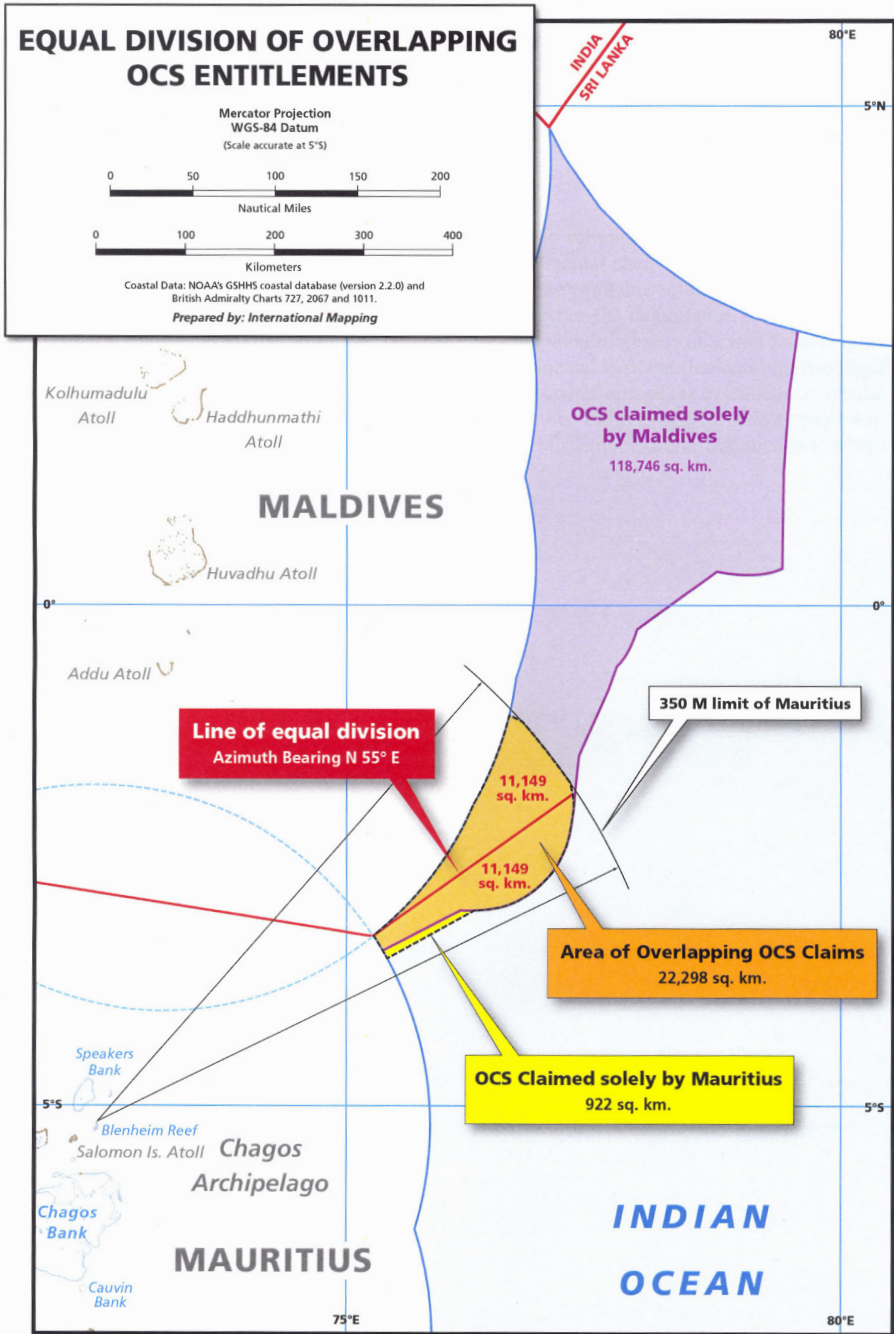 EQUAL DIVISION OF OVERLAPPING
OCS ENTITLEMENTS
Mercator Projection
WGS-84 Datum
(Scale accurate at 5°S)
0 50 100 150 200
Nautical Miles
0 100 200 300 400
Kilometers
Coastal Data: NOAA's GSHHS coastal database (version 2.2.0) and
British Admiralty Charts 727, 2067 and 1011.
Prepared by: International Mapping
80°E
INDIA
SRI LANKA
5°N
Kolhumadulu
Atoll
Haddhunmathi
Atoll
OCS claimed solely
by Maldives
118,746 sq. km.
MALDIVES
Huvadhu Atoll
0°
0°
Addu Atoll
350 M limit of Mauritius
Line of equal division
Azimuth Bearing N 55° E
11,149
sq. km.
11,149
sq. km.
Area of Overlapping OCS Claims
22,298 sq. km.
Speakers
Bank
OCS Claimed solely by Mauritius
922 sq. km.
5°S
5°S
Blenheim Reef
Salomon Is. Atoll
Chagos
Archipelago
Chagos
Bank
INDIAN
OCEAN
MAURITIUS
Cauvin
Bank
75°E
80°E